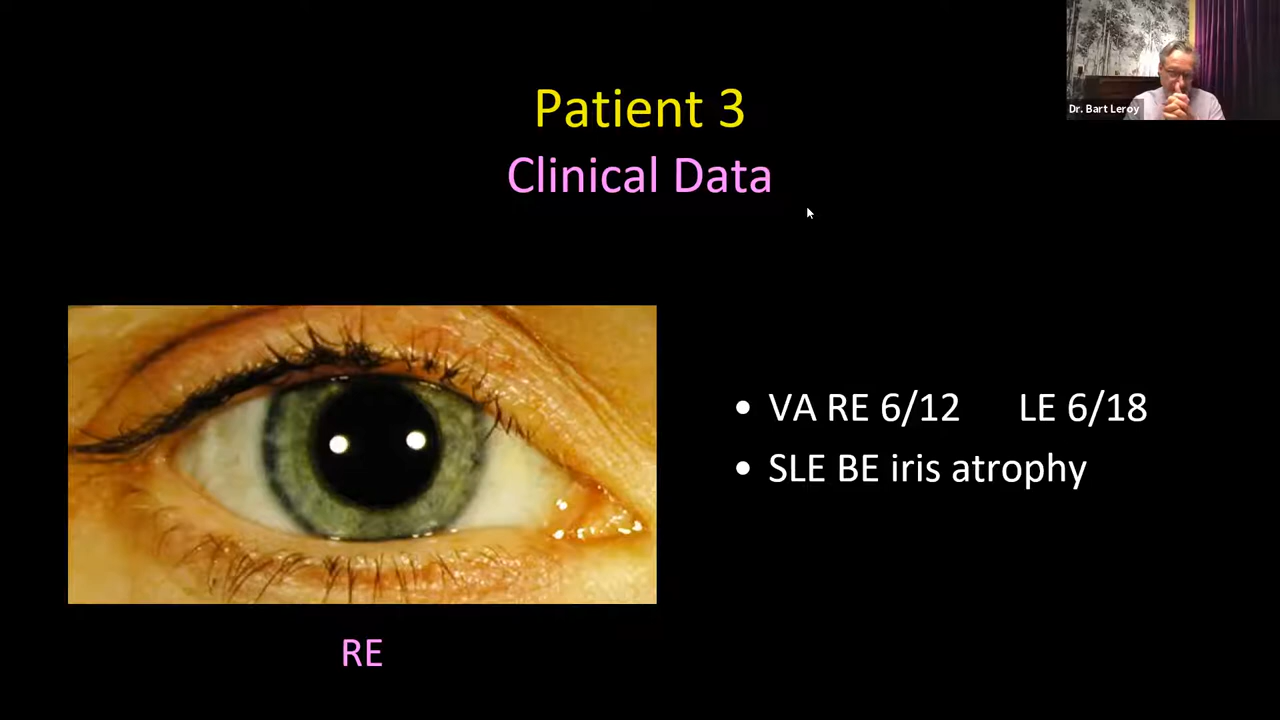 Dr. Bart Leroy
Patient 3
Clinical Data
• VA RE 6/12 LE 6/18
• SLE BE iris atrophy
RE